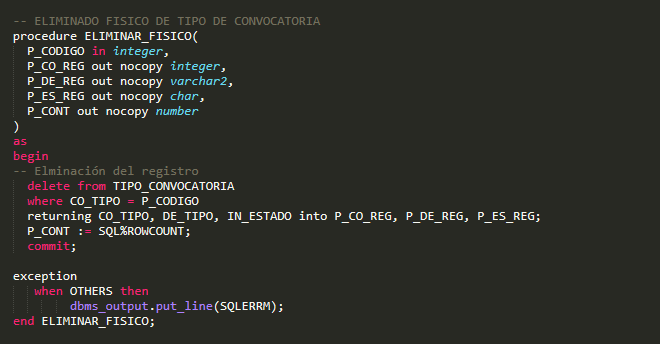 -- ELIMINADO FISICO DE TIPO DE CONVOCATORIA
procedure ELIMINAR_FISICO(
  P_CODIGO in integer,
  P_CO_REG out nocopy integer,
  P_DE_REG out nocopy varchar2,
  P_ES_REG out nocopy char,
  P_CONT out nocopy number
)
as
begin
-- Elminación del registro
  delete from TIPO_CONVOCATORIA
  where CO_TIPO = P_CODIGO
  returning CO_TIPO, DE_TIPO, IN_ESTADO into P_CO_REG, P_DE_REG, P_ES_REG;
  P_CONT := SQL%ROWCOUNT;
  commit;

exception
   when OTHERS then
            dbms_output.put_line(SQLERRM);
end ELIMINAR_FISICO;